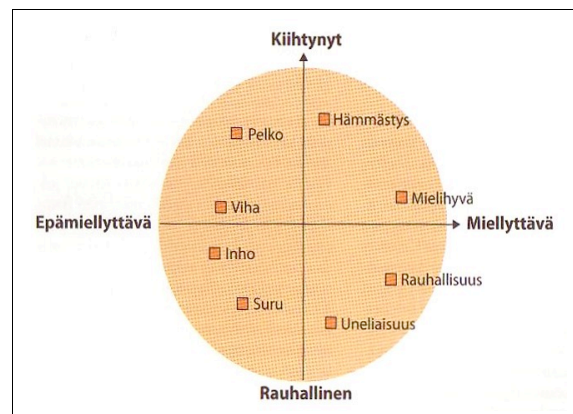 Kiihtynyt
Hämmästys
Pelko
Mielihyvä
Viha
Epämiellyttävä
Miellyttävä
Inho
Rauhallisuus
Suru
Uneliaisuus
Rauhallinen